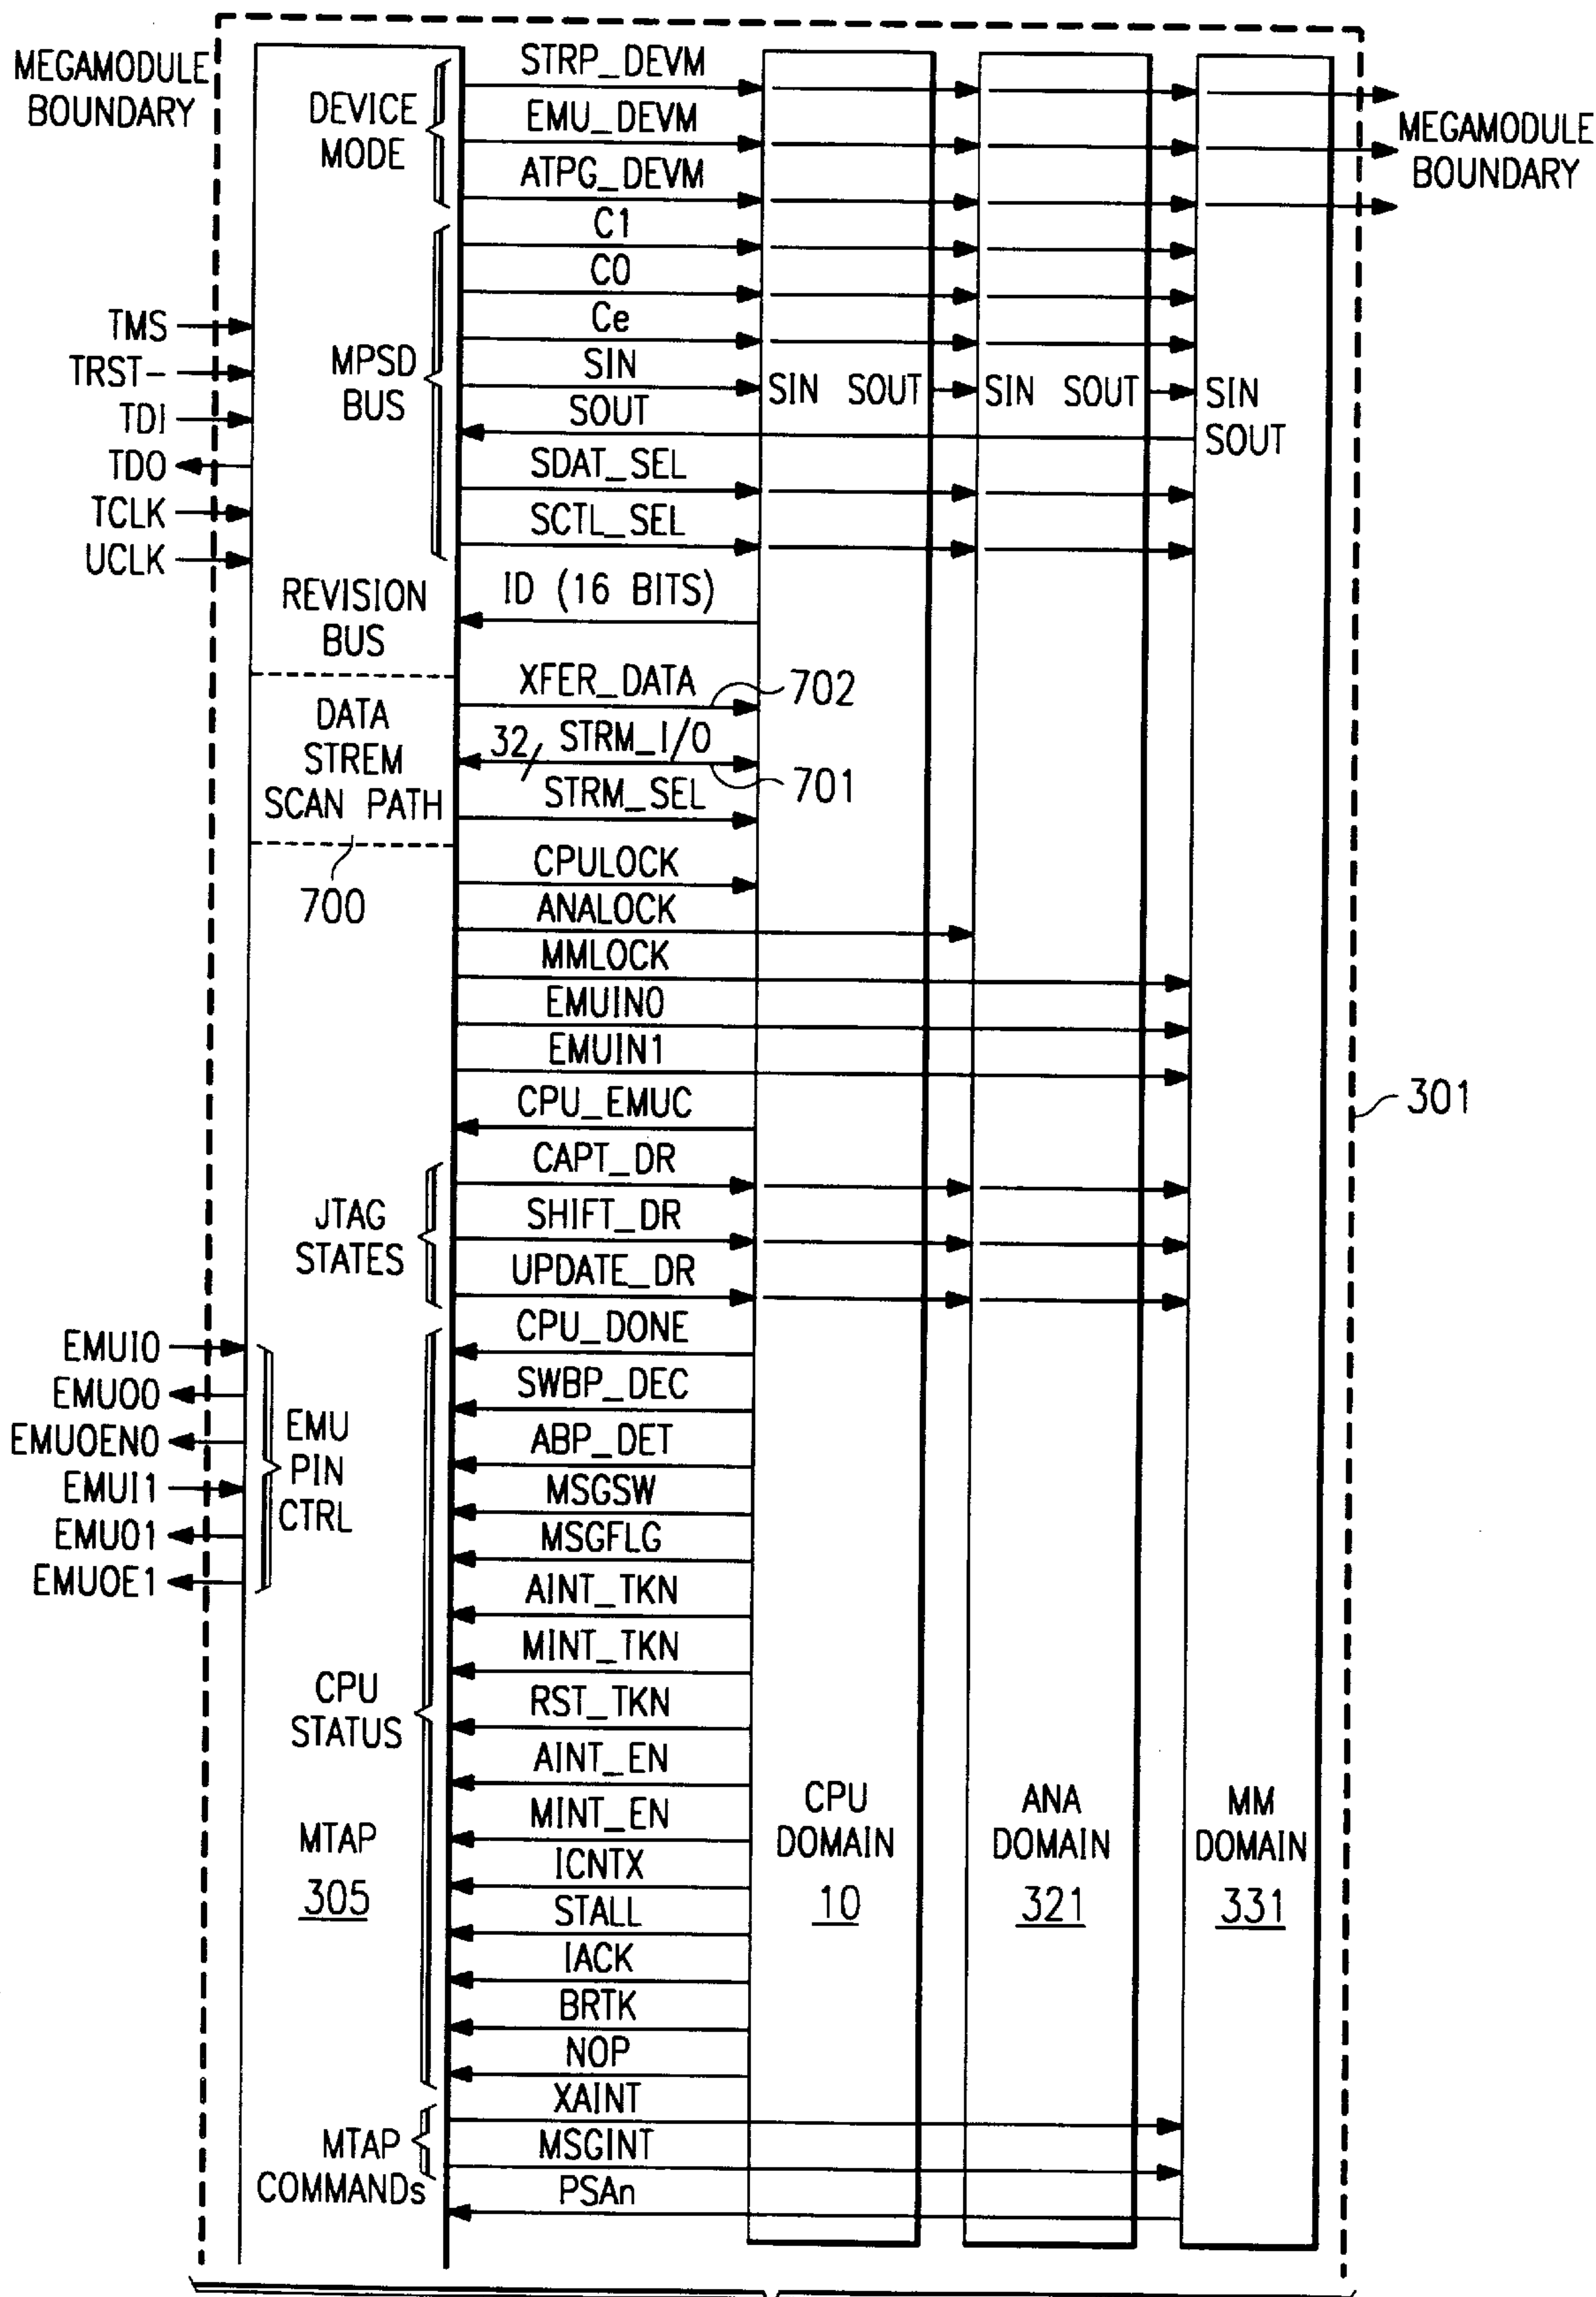 MEGAMODULE
BOUNDARY
DEVICE
MODE
STRP_DEVM
EMU_DEVM
ATPG_DEVM
MEGAMODULE
BOUNDARY
C1
C0
Ce
SIN
SOUT
SDAT_SEL
SCTL_SEL
MPSD
BUS
SIN SOUT
SIN SOUT
SIN
SOUT
TMS
TRST-
TDI
TDO
TCLK
UCLK
REVISION
BUS
ID (16 BITS)
DATA
STREM
SCAN PATH
700
XFER_DATA
702
32 STRM_I/O
701
STRM_SEL
CPULOCK
ANALOCK
MMLOCK
EMUIN0
EMUIN1
CPU_EMUC
301
JTAG
STATES
CAPT_DR
SHIFT_DR
UPDATE_DR
EMUI0
EMUO0
EMUOEN0
EMUI1
EMUO1
EMUOE1
EMU
PIN
CTRL
CPU
STATUS
CPU_DONE
SWBP_DEC
ABP_DET
MSGSW
MSGFLG
AINT_TKN
MINT_TKN
RST_TKN
AINT_EN
MINT_EN
ICNTX
STALL
IACK
BRTK
NOP
MTAP
305
CPU
DOMAIN
10
ANA
DOMAIN
321
MM
DOMAIN
331
MTAP
COMMANDs
XAINT
MSGINT
PSAn